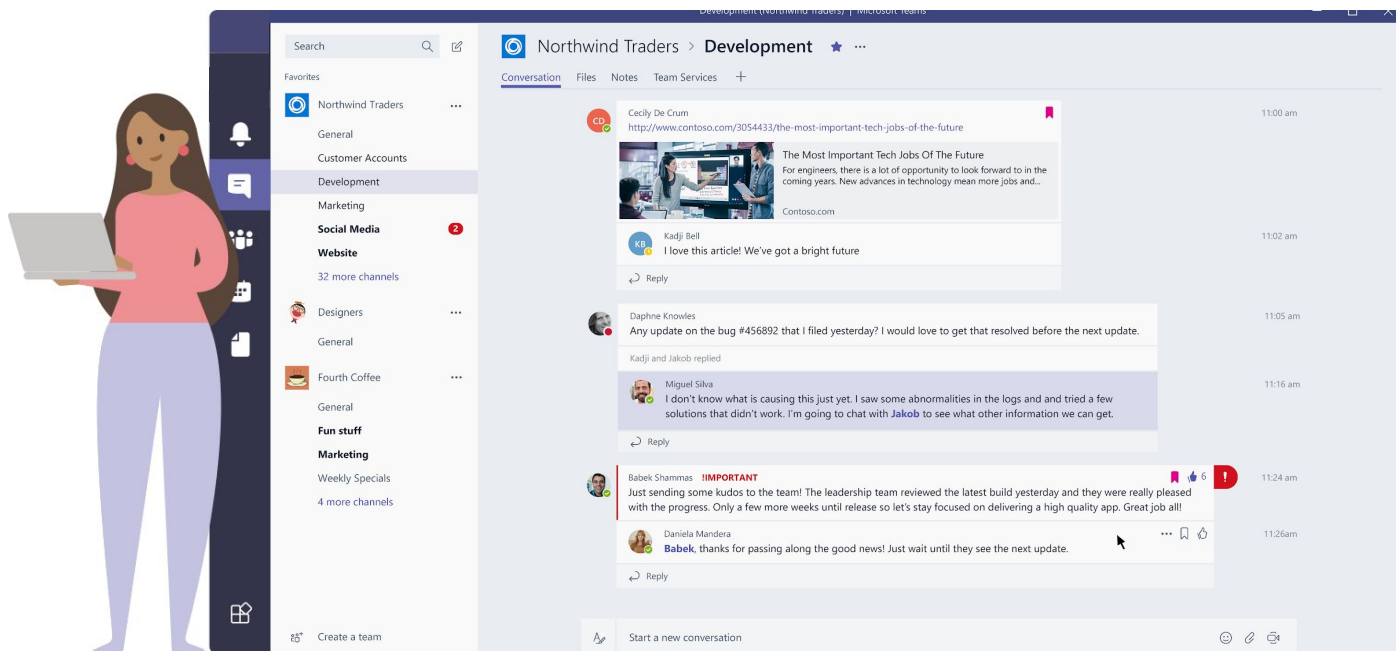 Development (Northwind Traders) | Microsoft Teams
Search
Favorites
Northwind Traders
General
Customer Accounts
Development
Marketing
Social Media 2
Website
32 more channels
Designers
General
Fourth Coffee
General
Fun stuff
Marketing
Weekly Specials
4 more channels
Create a team
Northwind Traders > Development
Conversation Files Notes Team Services
CD
Cecily De Crum 11:00 am
http://www.contoso.com/3054433/the-most-important-tech-jobs-of-the-future
The Most Important Tech Jobs Of The Future
For engineers, there is a lot of opportunity to look forward to in the
coming years. New advances in technology mean more jobs and...
Contoso.com
KB
Kadji Bell 11:02 am
I love this article! We've got a bright future
Reply
Daphne Knowles 11:05 am
Any update on the bug #456892 that I filed yesterday? I would love to get that resolved before the next update.
Kadji and Jakob replied
Miguel Silva 11:16 am
I don't know what is causing this just yet. I saw some abnormalities in the logs and and tried a few
solutions that didn't work. I'm going to chat with Jakob to see what other information we can get.
Reply
Babek Shammas !IMPORTANT 6 ! 11:24 am
Just sending some kudos to the team! The leadership team reviewed the latest build yesterday and they were really pleased
with the progress. Only a few more weeks until release so let's stay focused on delivering a high quality app. Great job all!
Daniela Mandera 11:26am
Babek, thanks for passing along the good news! Just wait until they see the next update.
Reply
Start a new conversation